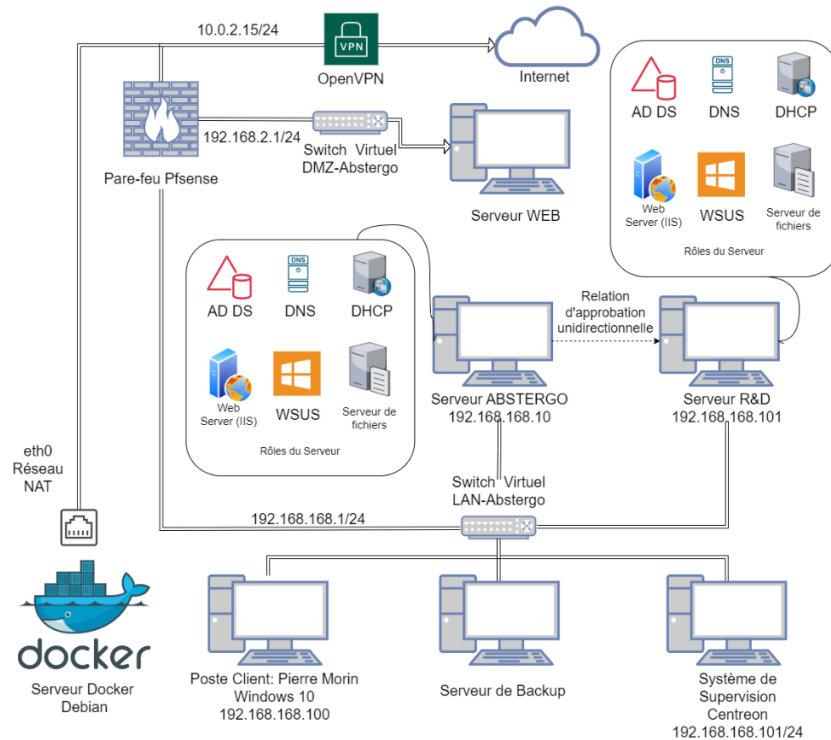 10.0.2.15/24
VPN
OpenVPN
Internet
192.168.2.1/24
Pare-feu Pfsense
Switch Virtuel
DMZ-Abstergo
Serveur WEB
AD DS
DNS
DNS
DHCP
Web
Server (IIS)
WSUS
Serveur de
fichiers
Rôles du Serveur
AD DS
DNS
DNS
DHCP
Web
Server (IIS)
WSUS
Serveur de
fichiers
Rôles du Serveur
Relation
d'approbation
unidirectionnelle
Serveur ABSTERGO
192.168.168.10
Serveur R&D
192.168.168.101
eth0
Réseau
NAT
Switch Virtuel
LAN-Abstergo
192.168.168.1/24
docker
Serveur Docker
Debian
Poste Client: Pierre Morin
Windows 10
192.168.168.100
Serveur de Backup
Système de
Supervision
Centreon
192.168.168.101/24